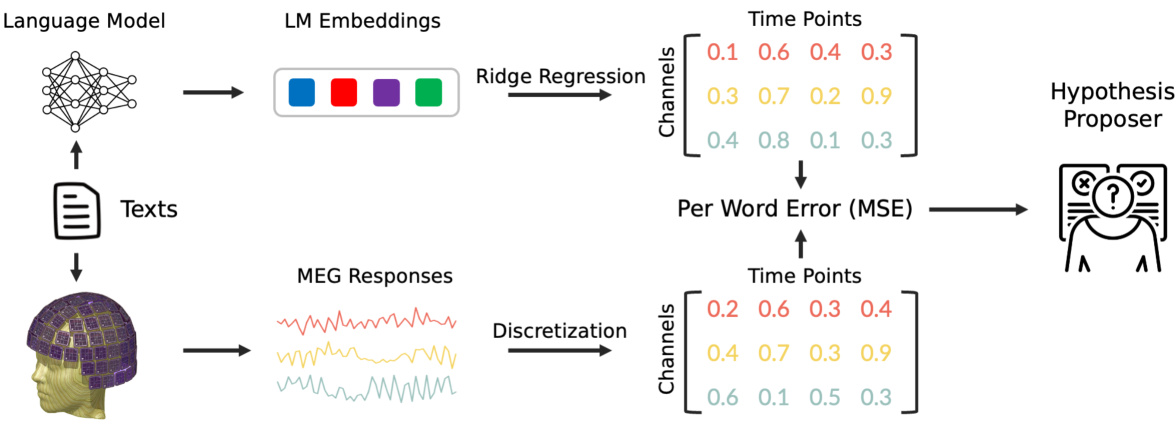 Language Model
LM Embeddings
Ridge Regression
Time Points
Channels
0.1 0.6 0.4 0.3
0.3 0.7 0.2 0.9
0.4 0.8 0.1 0.3
Hypothesis
Proposer
Texts
Per Word Error (MSE)
MEG Responses
Discretization
Time Points
Channels
0.2 0.6 0.3 0.4
0.4 0.7 0.3 0.9
0.6 0.1 0.5 0.3
?